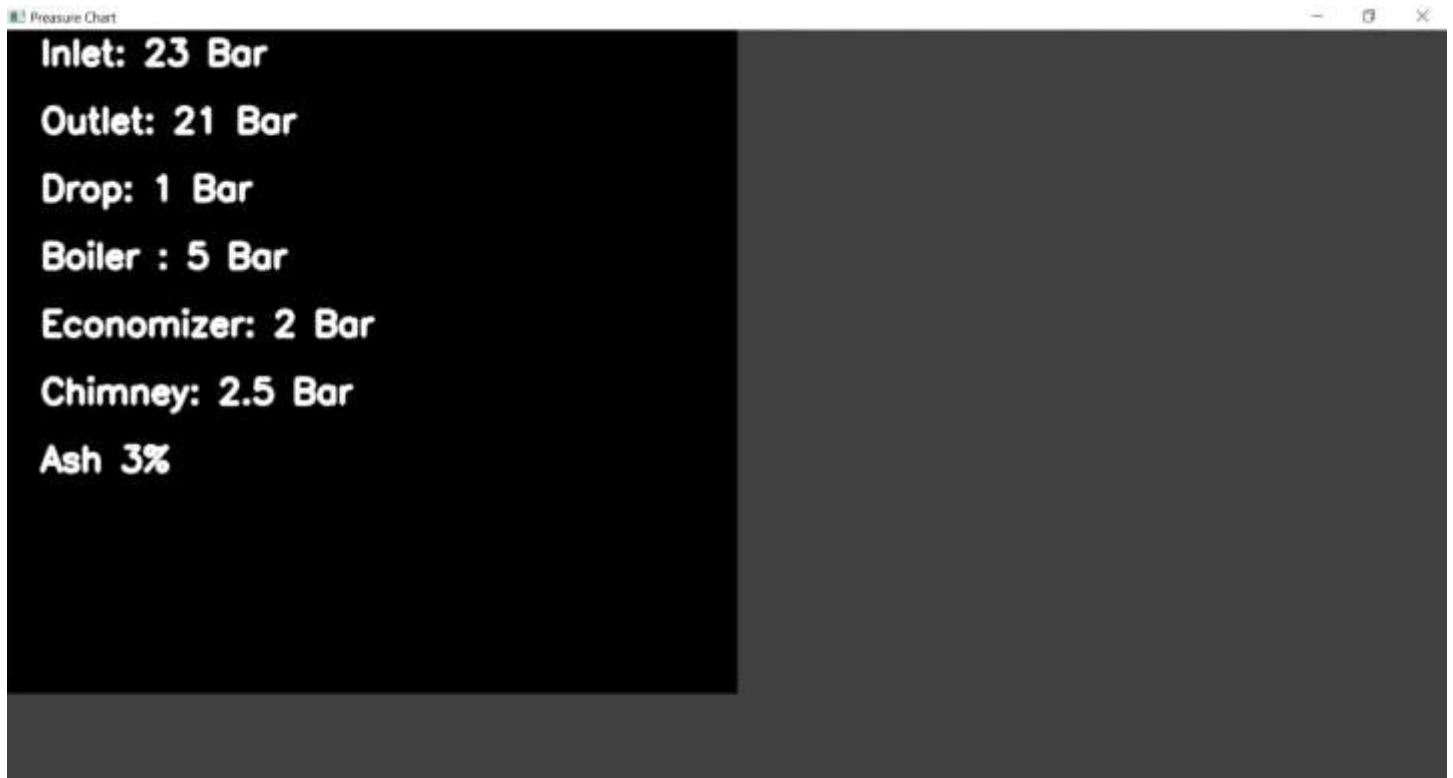 Preasure Chart
Inlet: 23 Bar
Outlet: 21 Bar
Drop: 1 Bar
Boiler : 5 Bar
Economizer: 2 Bar
Chimney: 2.5 Bar
Ash 3%